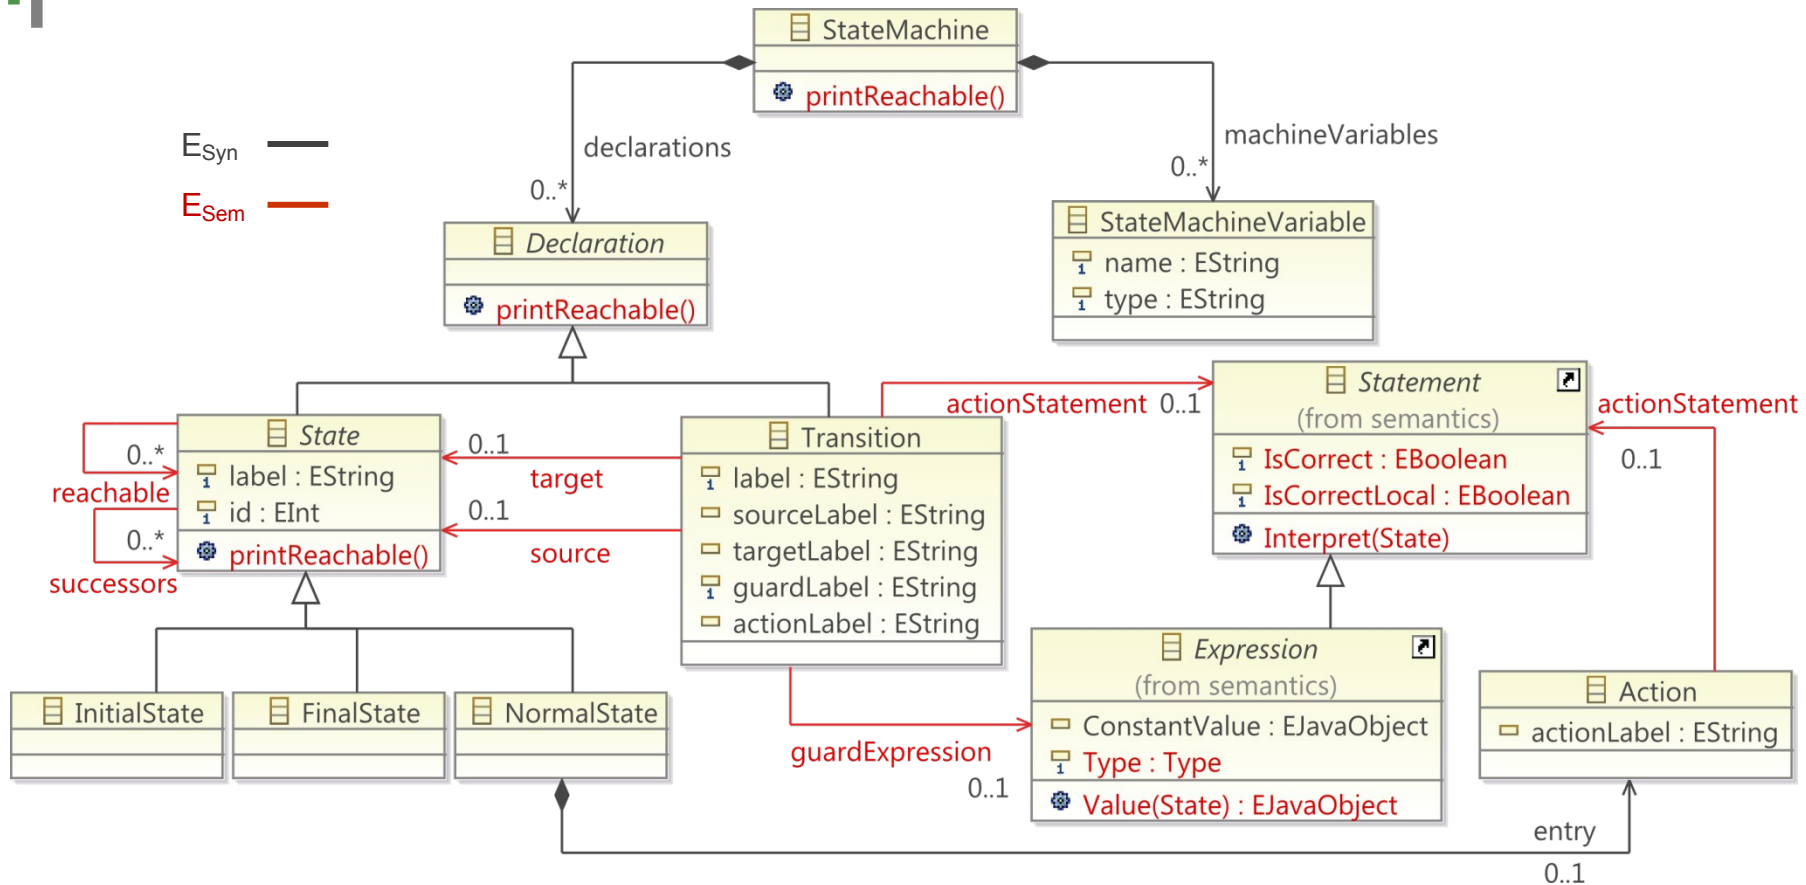 StateMachine
printReachable()
E_Syn
E_Sem
declarations
0..*
machineVariables
0..*
Declaration
printReachable()
StateMachineVariable
name : EString
type : EString
State
label : EString
id : EInt
printReachable()
0..*
reachable
0..*
successors
0..1
target
0..1
source
Transition
label : EString
sourceLabel : EString
targetLabel : EString
guardLabel : EString
actionLabel : EString
actionStatement 0..1
Statement
(from semantics)
IsCorrect : EBoolean
IsCorrectLocal : EBoolean
Interpret(State)
actionStatement
0..1
InitialState
FinalState
NormalState
guardExpression
0..1
Expression
(from semantics)
ConstantValue : EJavaObject
Type : Type
Value(State) : EJavaObject
Action
actionLabel : EString
entry
0..1